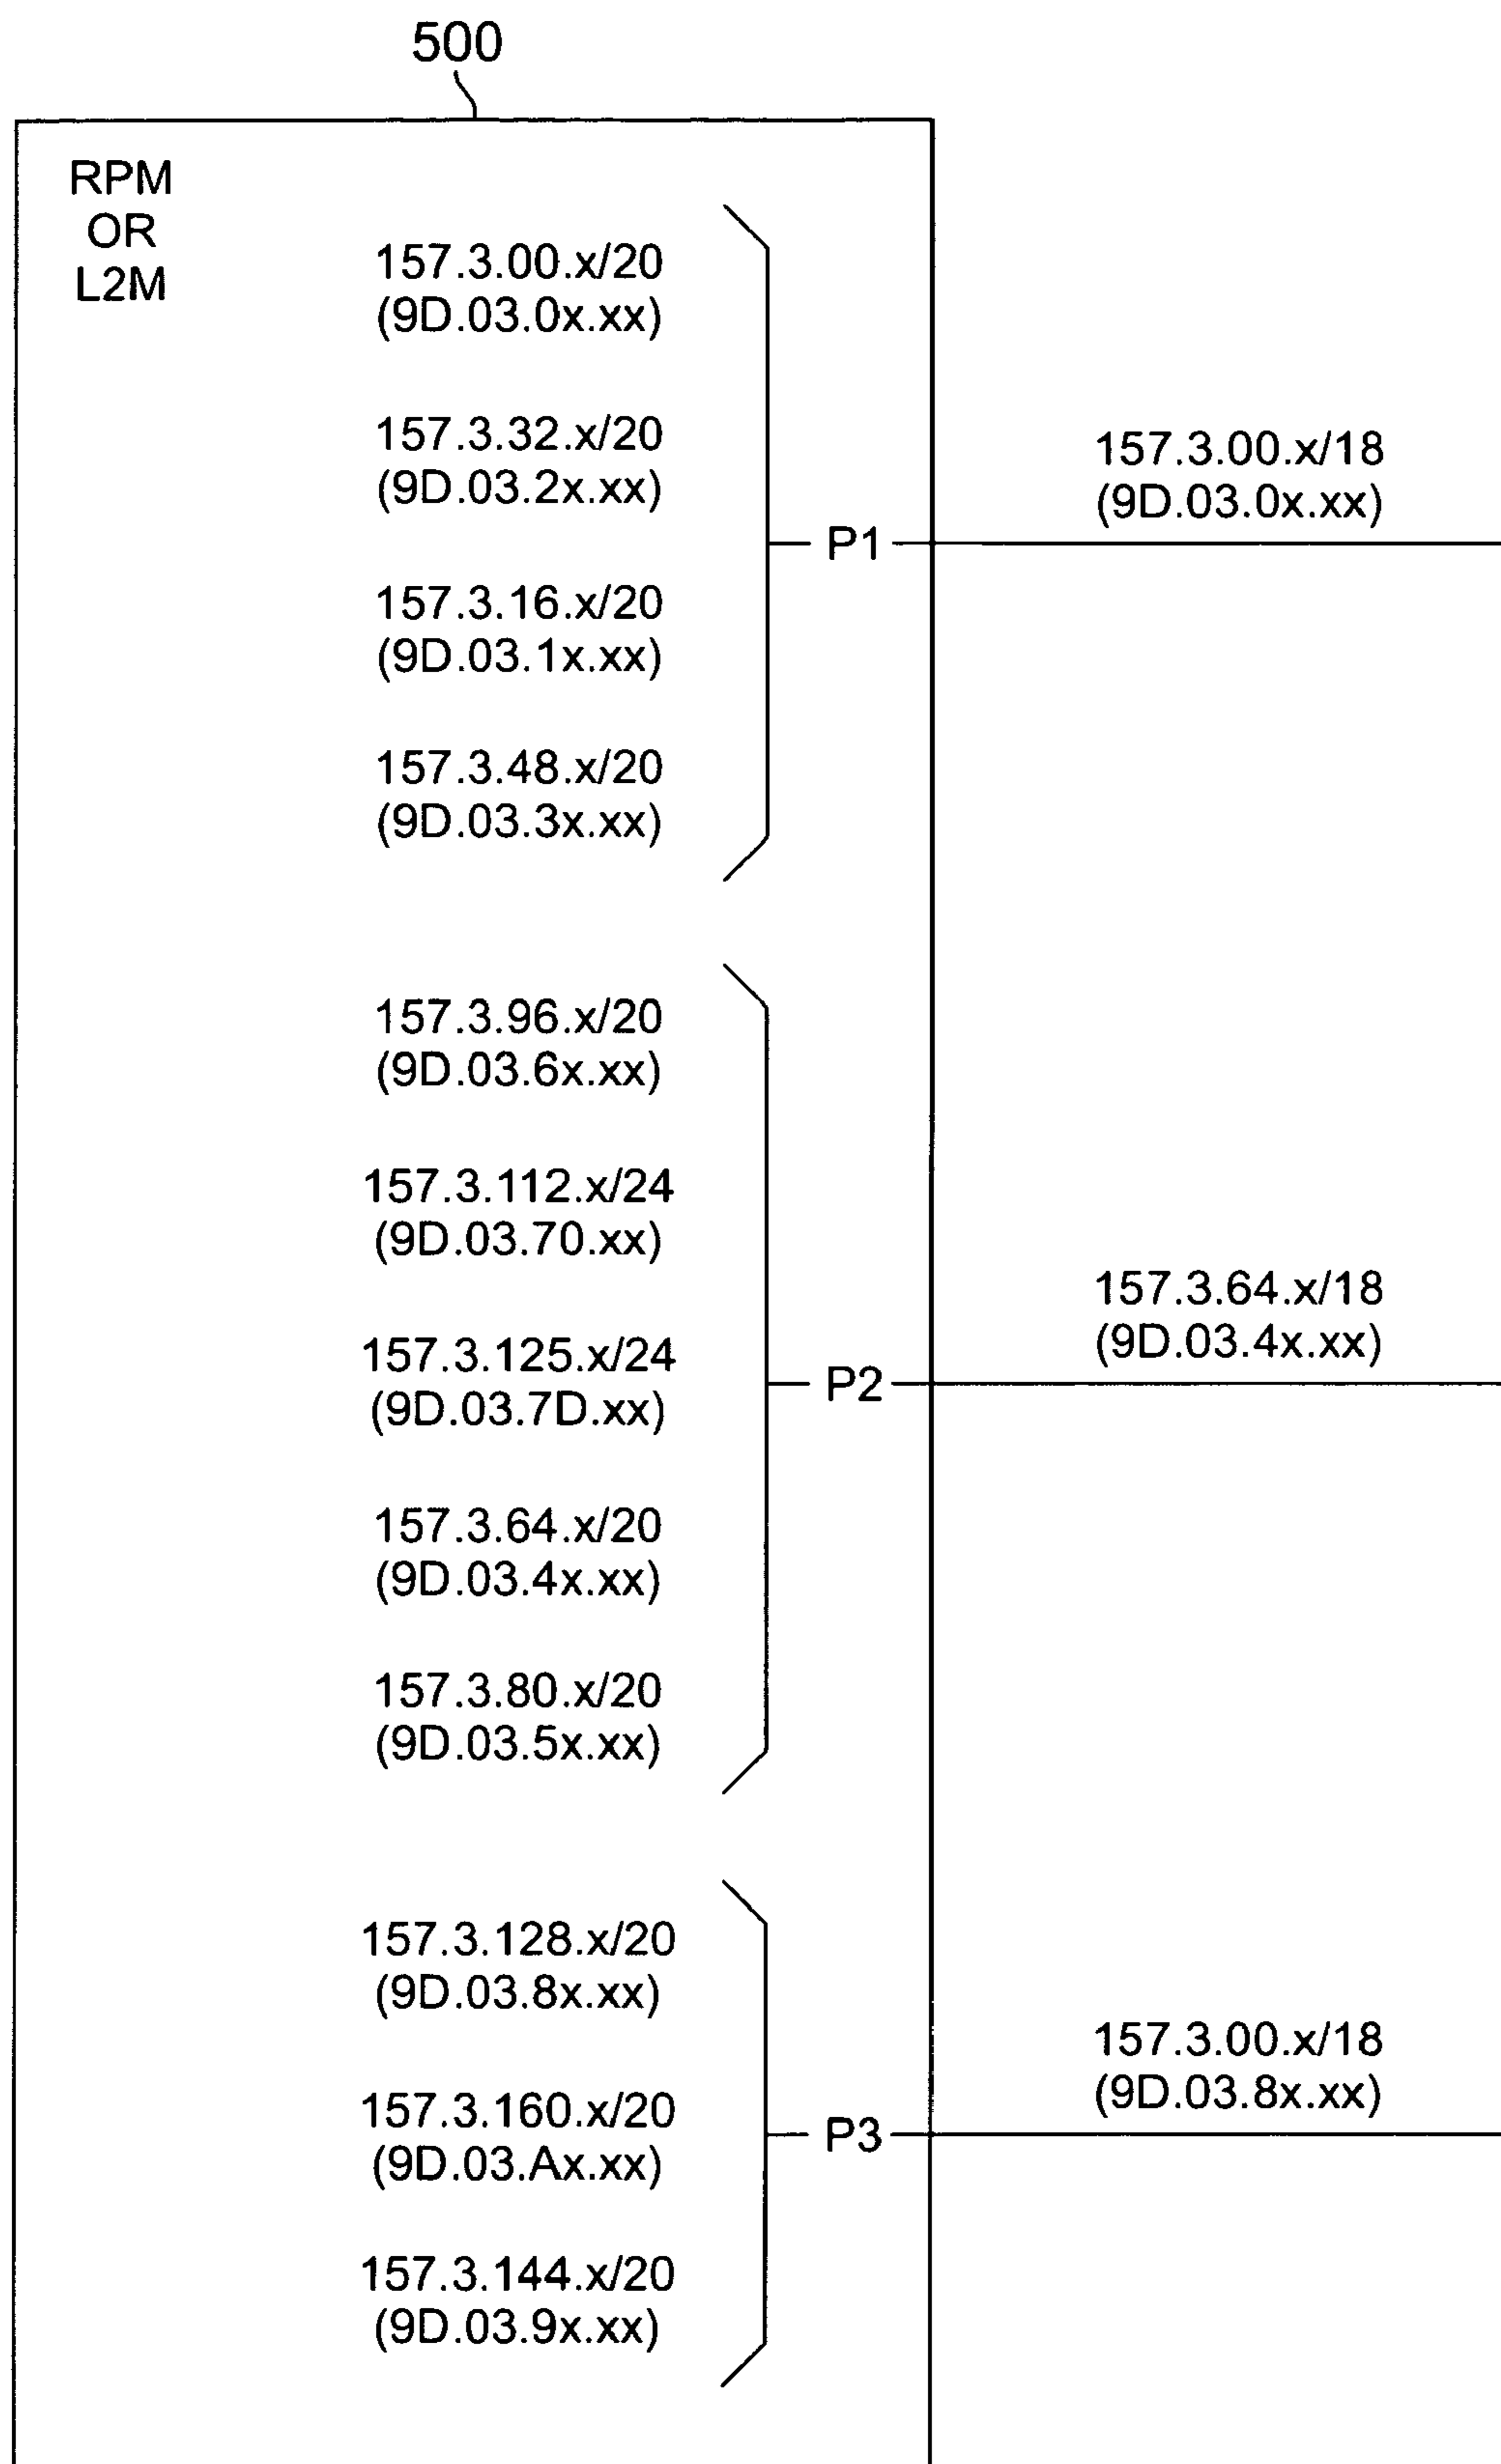 500
RPM
OR
L2M
157.3.00.x/20
(9D.03.0x.xx)
157.3.32.x/20
(9D.03.2x.xx)
157.3.16.x/20
(9D.03.1x.xx)
157.3.48.x/20
(9D.03.3x.xx)
P1
157.3.00.x/18
(9D.03.0x.xx)
157.3.96.x/20
(9D.03.6x.xx)
157.3.112.x/24
(9D.03.70.xx)
157.3.125.x/24
(9D.03.7D.xx)
157.3.64.x/20
(9D.03.4x.xx)
157.3.80.x/20
(9D.03.5x.xx)
P2
157.3.64.x/18
(9D.03.4x.xx)
157.3.128.x/20
(9D.03.8x.xx)
157.3.160.x/20
(9D.03.Ax.xx)
157.3.144.x/20
(9D.03.9x.xx)
P3
157.3.00.x/18
(9D.03.8x.xx)